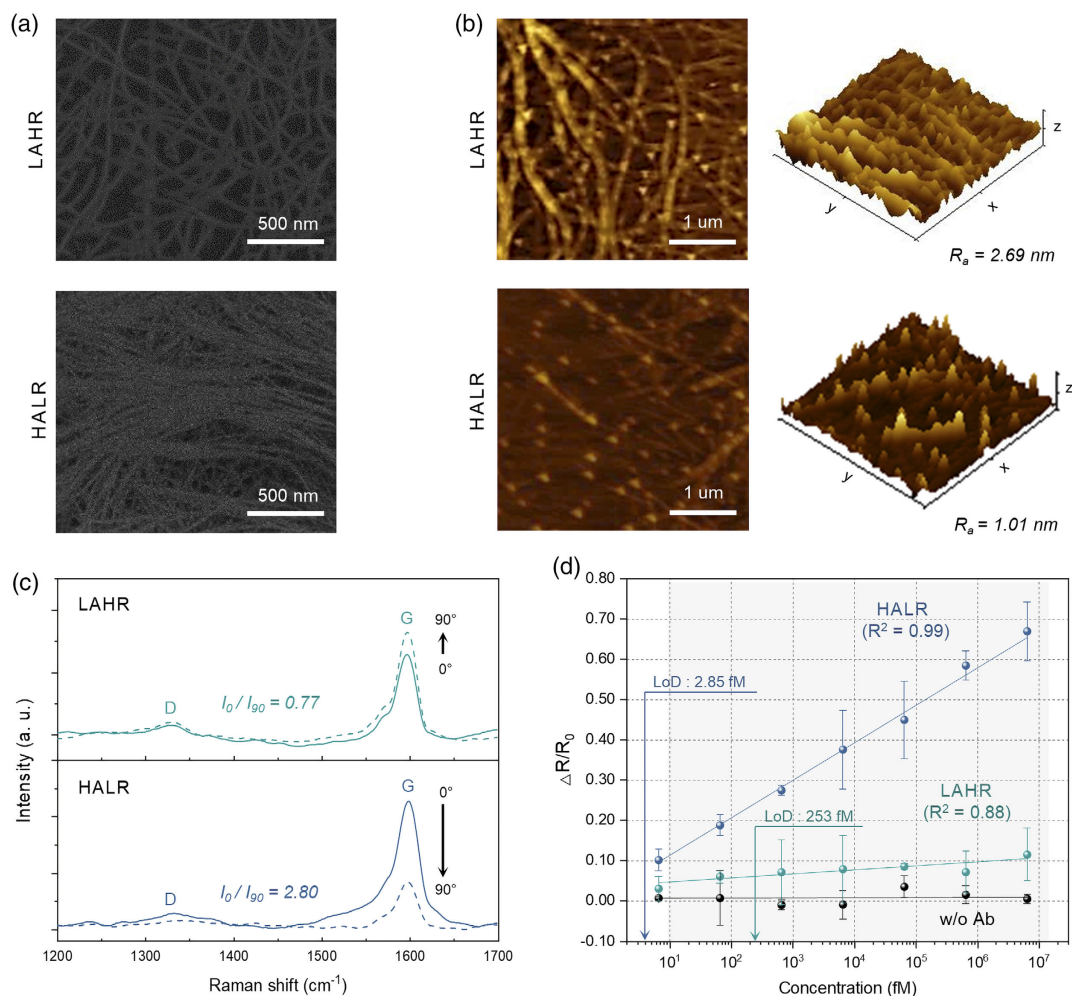 (a)
LAHR
500 nm
HALR
500 nm
(b)
1 um
z
y
x
Rₐ = 2.69 nm
1 um
z
y
x
Rₐ = 1.01 nm
(c)
LAHR
G
90°
0°
D
I₀ / I₉₀ = 0.77
HALR
G
0°
90°
D
I₀ / I₉₀ = 2.80
Intensity (a. u.)
1200 1300 1400 1500 1600 1700
Raman shift (cm⁻¹)
(d)
0.80
0.70
0.60
0.50
0.40
0.30
0.20
0.10
0.00
-0.10
△R/R₀
HALR
(R² = 0.99)
LoD : 2.85 fM
LAHR
(R² = 0.88)
LoD : 253 fM
w/o Ab
10¹ 10² 10³ 10⁴ 10⁵ 10⁶ 10⁷
Concentration (fM)